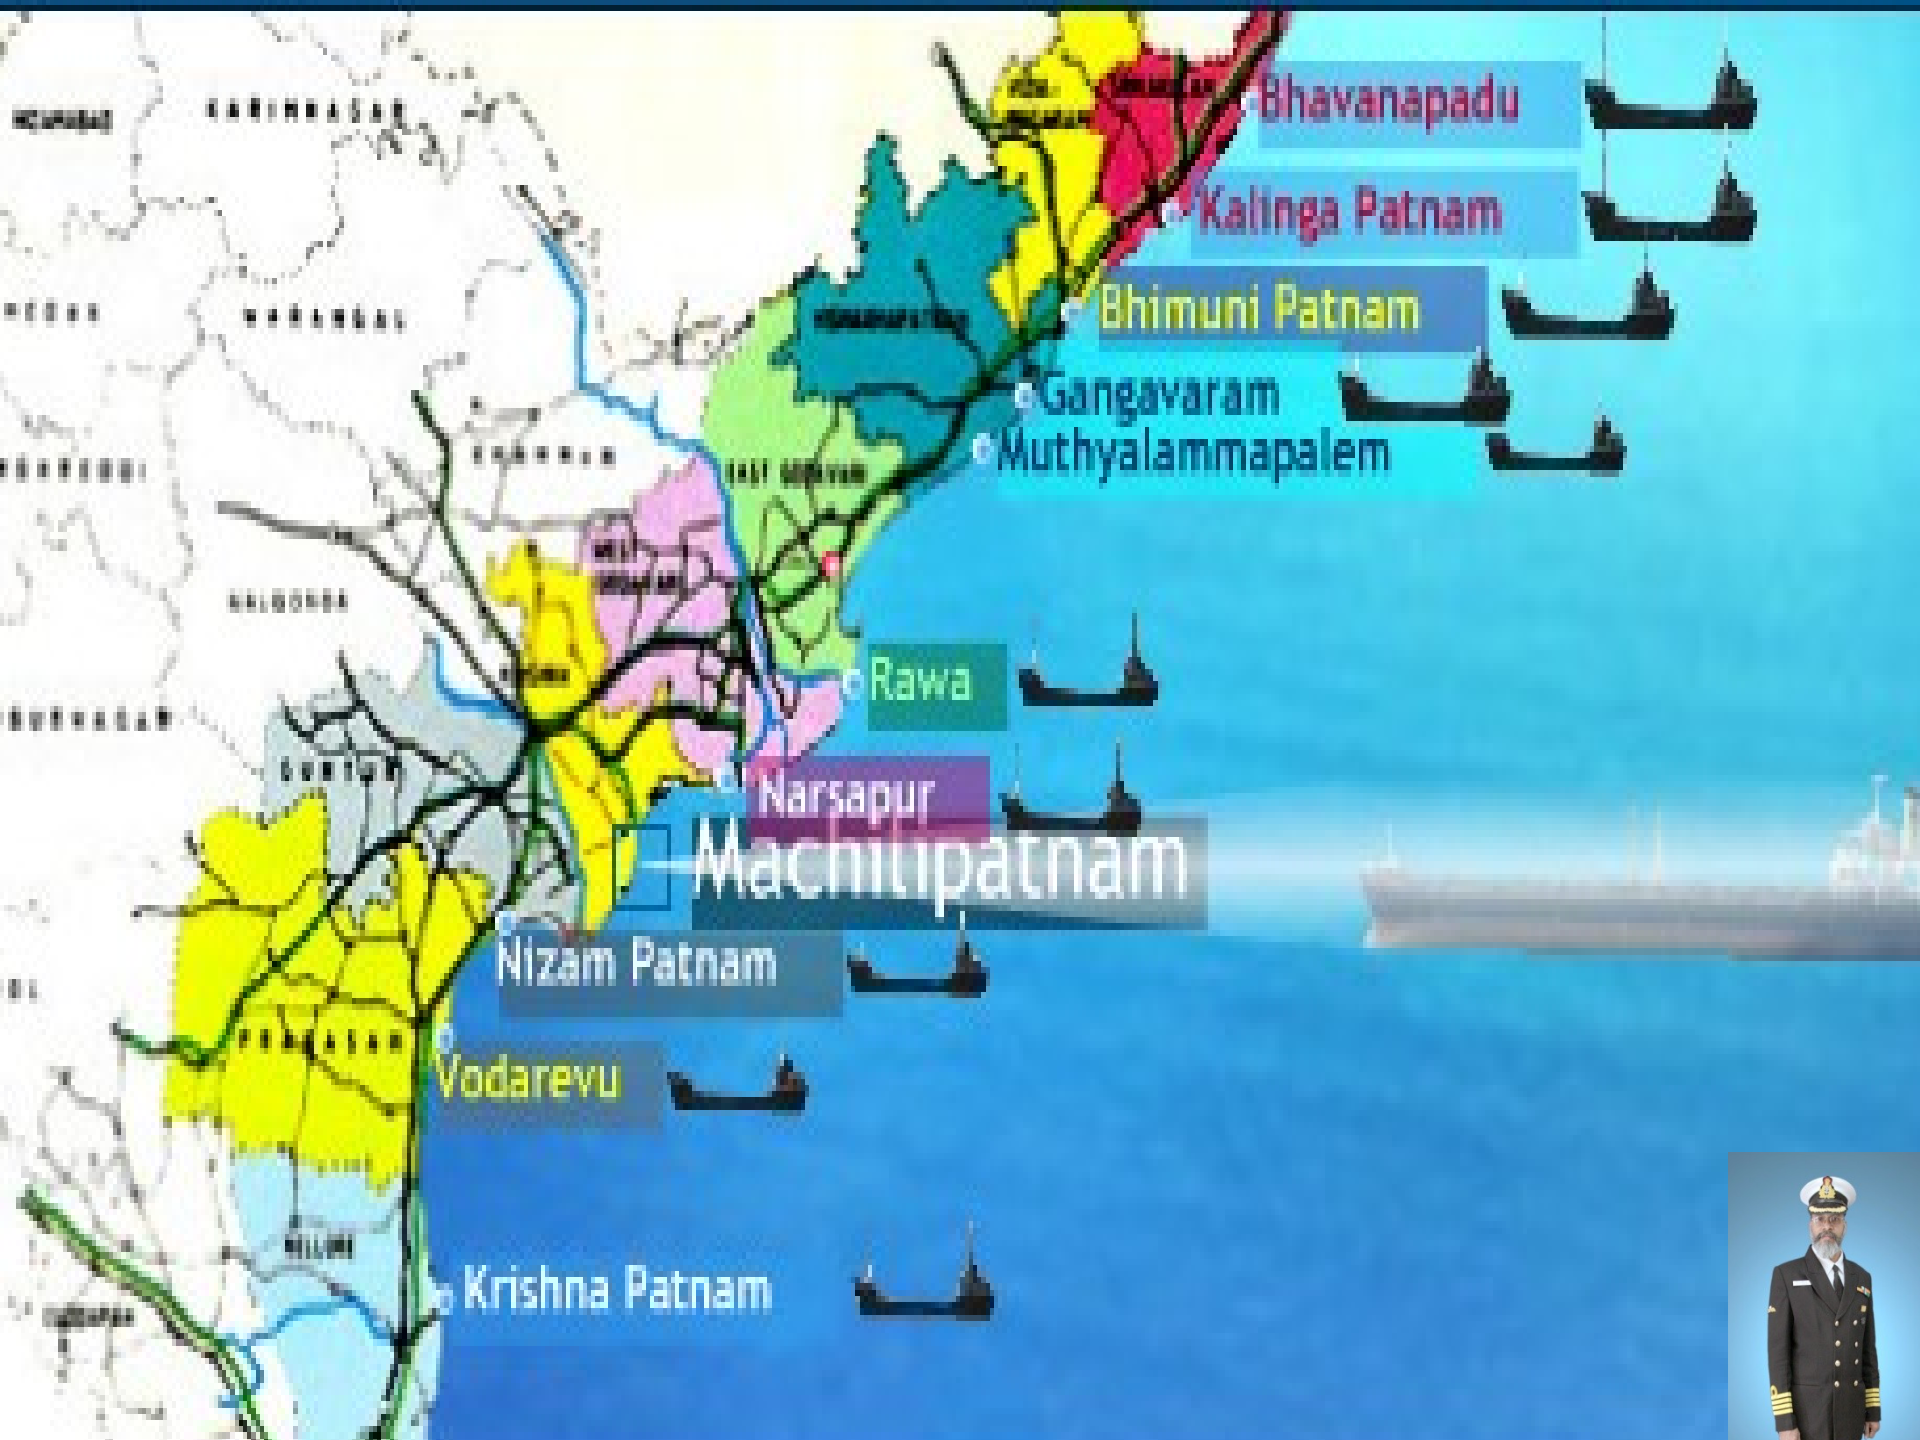 Bhavanapadu
KARIMNAGAR
Kalinga Patnam
Bhimuni Patnam
WARANGAL
Gangavaram
Muthyalammapalem
EAST GODAVARI
WEST
NALGONDA
Rawa
GUNTUR
Narsapur
Machilipatnam
Nizam Patnam
PRAKASAM
Vodarevu
NELLORE
Krishna Patnam